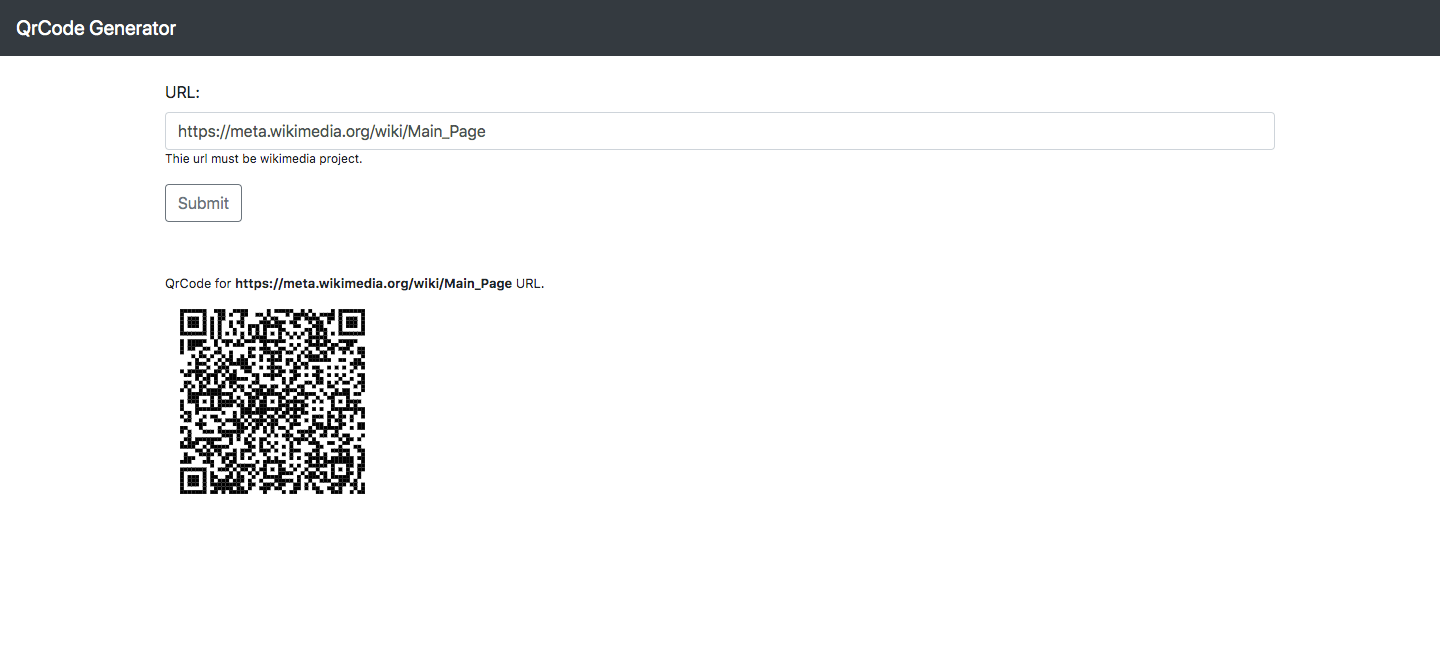 QrCode Generator
URL:
https://meta.wikimedia.org/wiki/Main_Page
Thie url must be wikimedia project.
Submit
QrCode for https://meta.wikimedia.org/wiki/Main_Page URL.